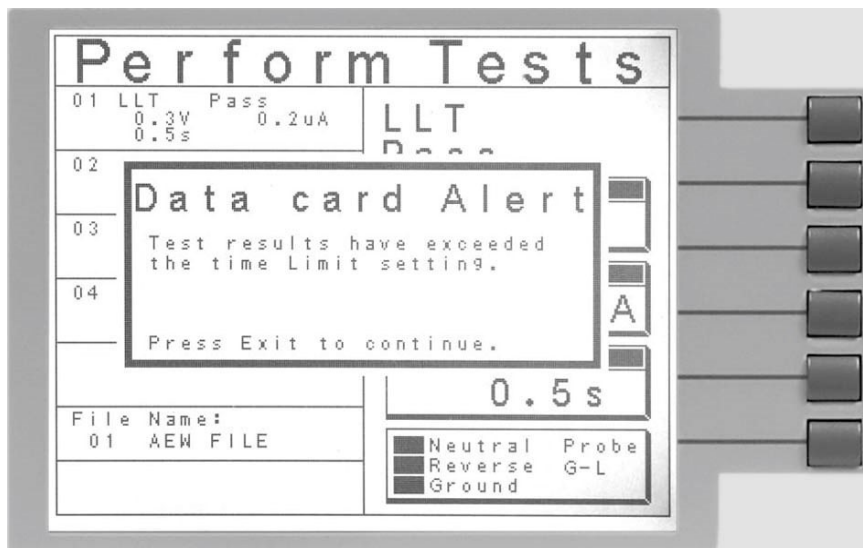 Perform Tests
01 LLT Pass
0.3V 0.2uA
0.5s
02
03
04
File Name:
01 AEW FILE
LLT
Pass
A
0.5s
Neutral Probe
Reverse G-L
Ground
Data card Alert
Test results have exceeded
the time Limit setting.
Press Exit to continue.